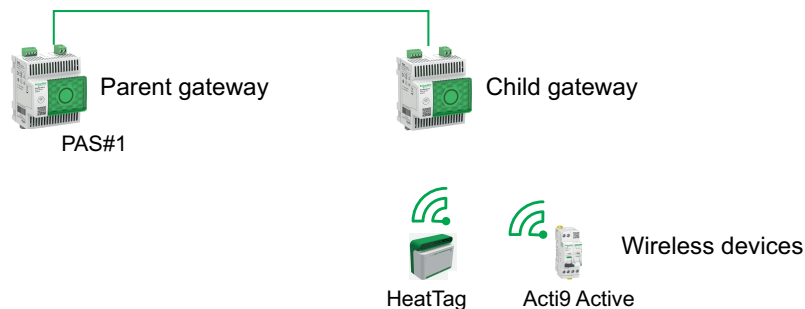 Parent gateway
Child gateway
PAS#1
Wireless devices
HeatTag
Acti9 Active